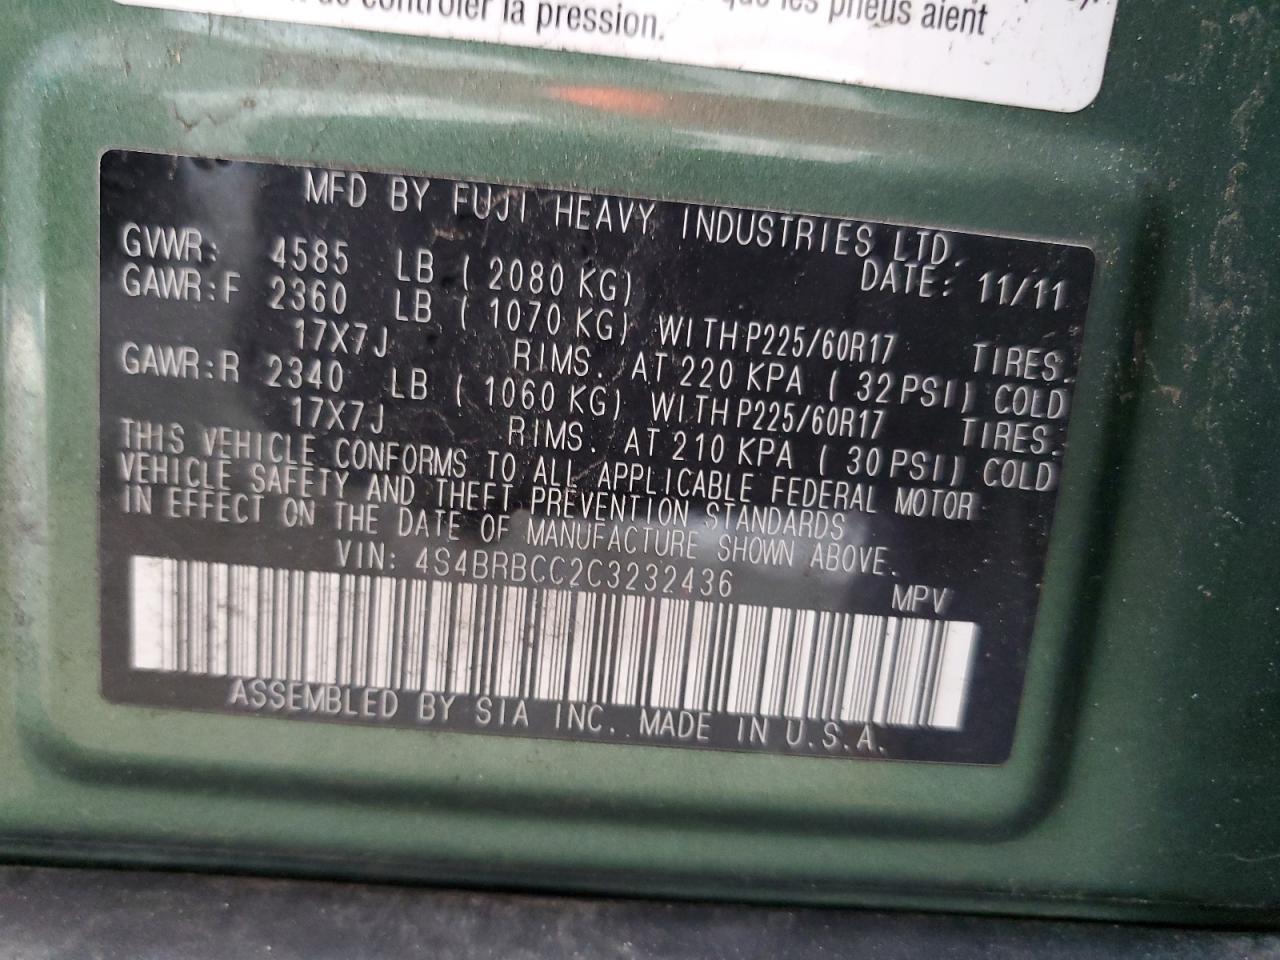 de contrôler la pression.
que les pneus aient
MFD BY FUJI HEAVY INDUSTRIES LTD.
GVWR: 4585 LB ( 2080 KG) DATE: 11/11
GAWR:F 2360 LB ( 1070 KG) WITH P225/60R17 TIRES.
17X7J RIMS. AT 220 KPA ( 32 PSI) COLD
GAWR:R 2340 LB ( 1060 KG) WITH P225/60R17 TIRES.
17X7J RIMS. AT 210 KPA ( 30 PSI) COLD
THIS VEHICLE CONFORMS TO ALL APPLICABLE FEDERAL MOTOR
VEHICLE SAFETY AND THEFT PREVENTION STANDARDS
IN EFFECT ON THE DATE OF MANUFACTURE SHOWN ABOVE.
VIN: 4S4BRBCC2C3232436 MPV
ASSEMBLED BY SIA INC. MADE IN U.S.A.